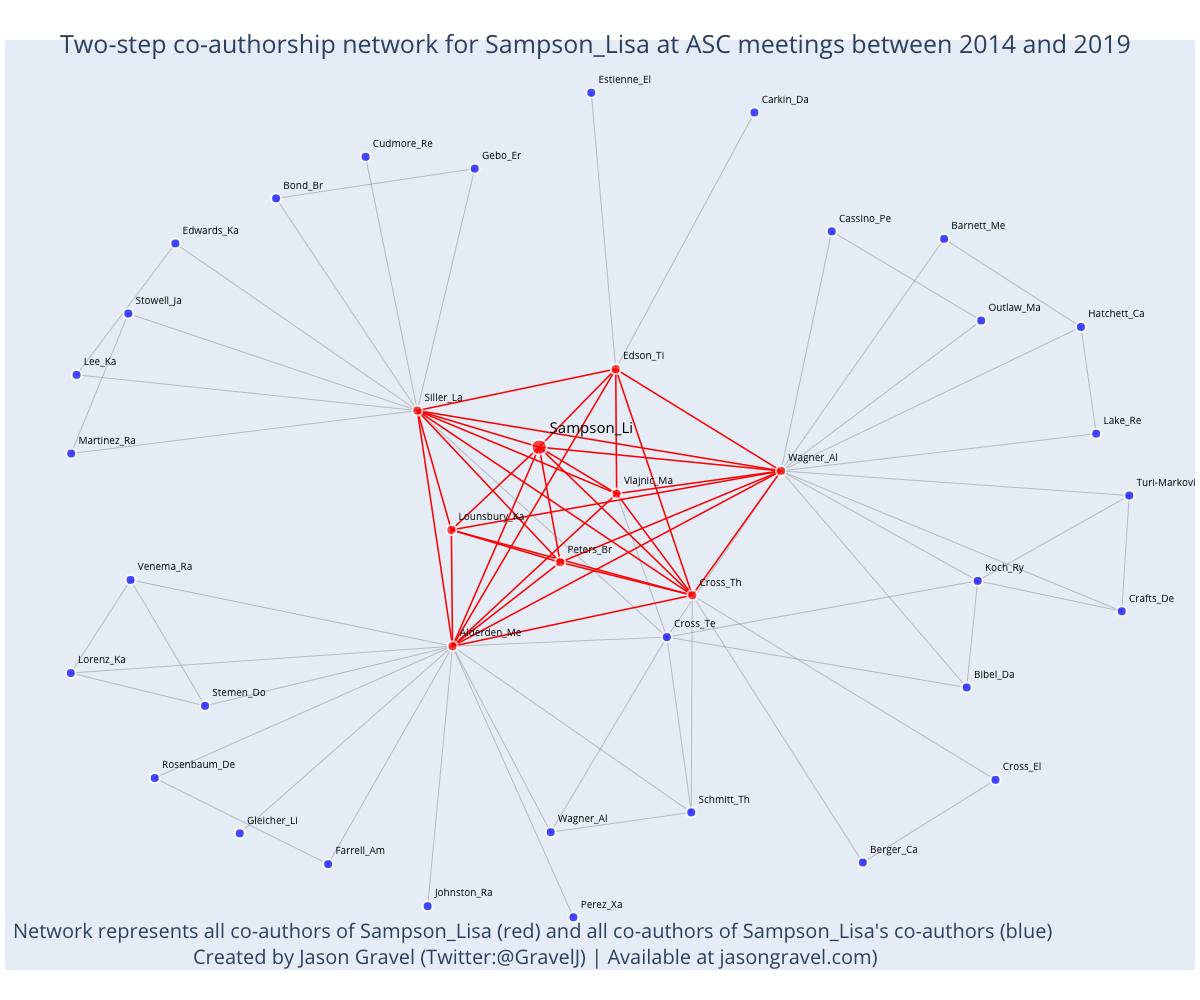 Two-step co-authorship network for Sampson_Lisa at ASC meetings between 2014 and 2019
Estienne_El
Carkin_Da
Cudmore_Re
Gebo_Er
Bond_Br
Cassino_Pe
Barnett_Me
Edwards_Ka
Stowell_Ja
Outlaw_Ma
Hatchett_Ca
Edson_Ti
Lee_Ka
Siller_La
Lake_Re
Sampson_Li
Martinez_Ra
Wagner_Al
Vlajnic_Ma
Turi-Markovi
Lounsbury_Ka
Peters_Br
Venema_Ra
Koch_Ry
Cross_Th
Crafts_De
Cross_Te
Alderden_Me
Lorenz_Ka
Bibel_Da
Stemen_Do
Rosenbaum_De
Cross_El
Schmitt_Th
Gleicher_Li
Wagner_Al
Farrell_Am
Berger_Ca
Johnston_Ra
Perez_Xa
Network represents all co-authors of Sampson_Lisa (red) and all co-authors of Sampson_Lisa's co-authors (blue)
Created by Jason Gravel (Twitter:@GravelJ) | Available at jasongravel.com)